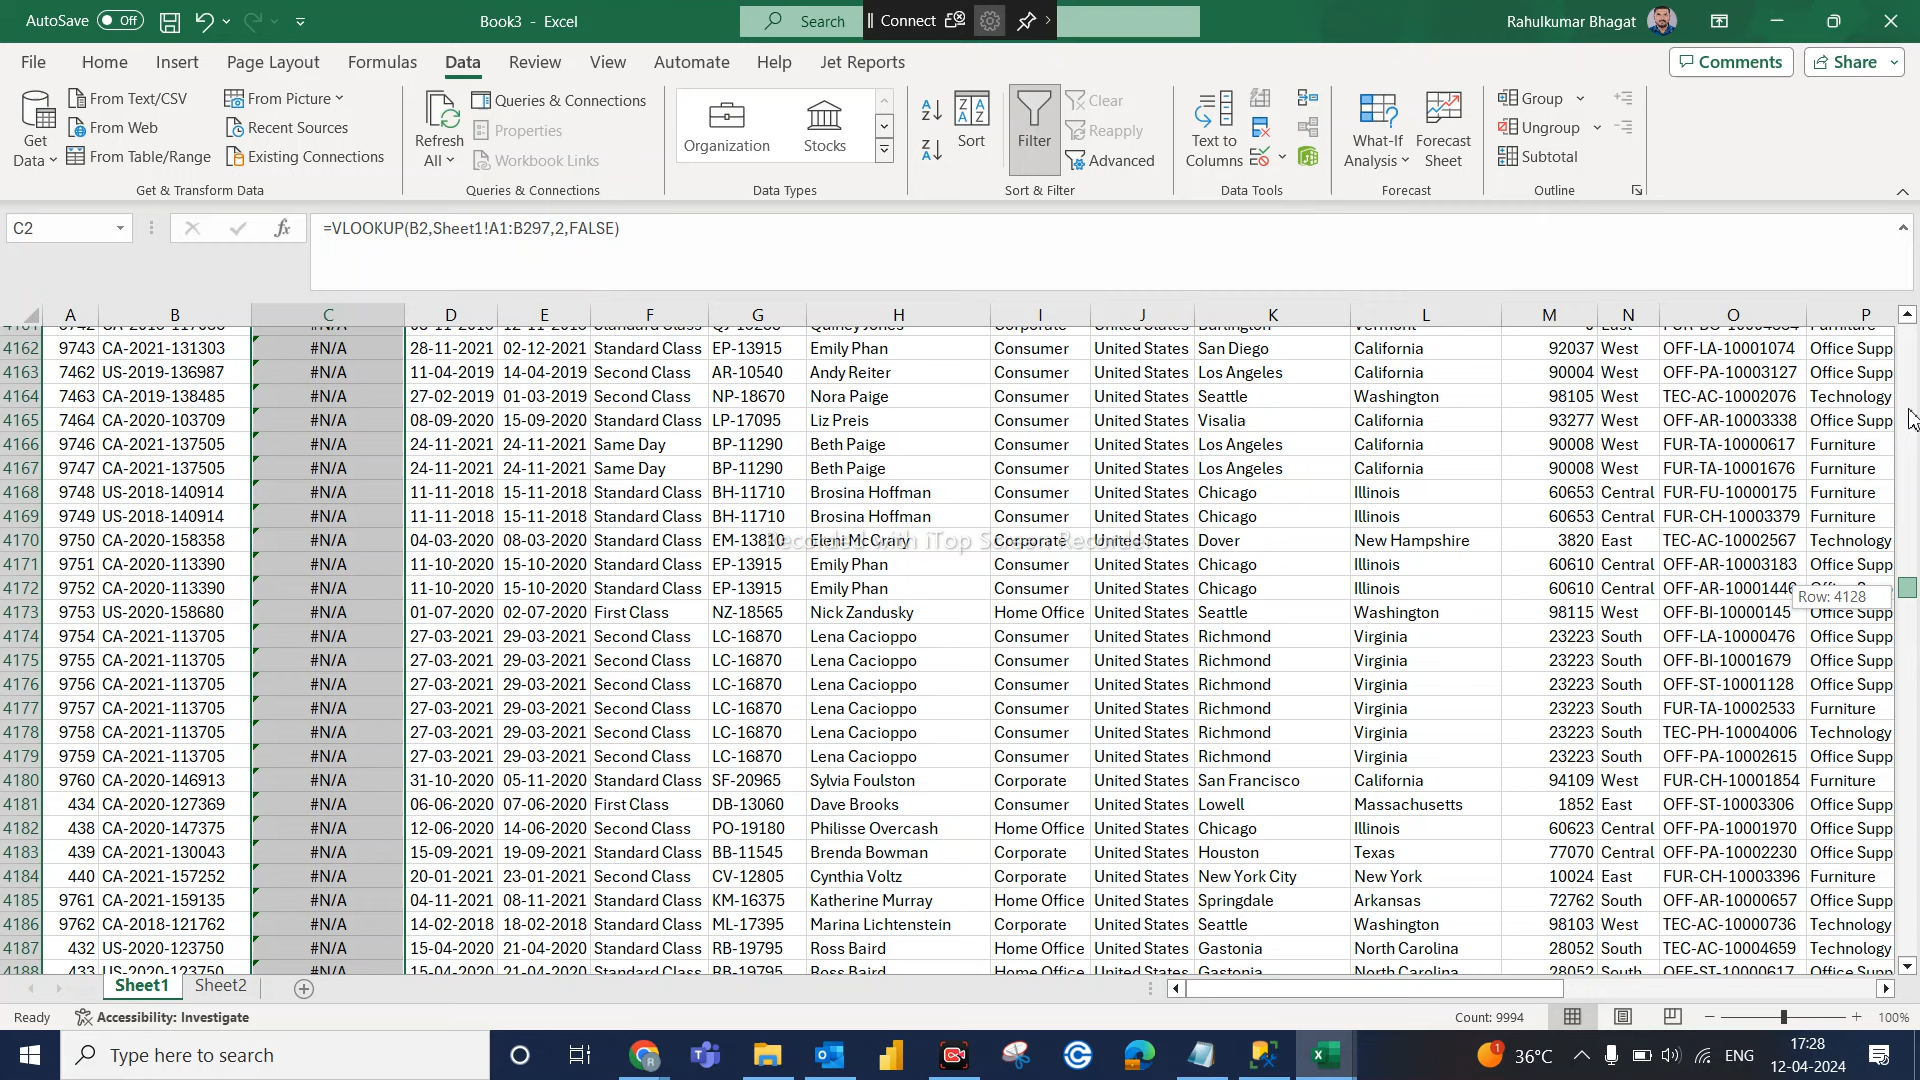 AutoSave Off Book3 - Excel Search Connect Rahulkumar Bhagat
File Home Insert Page Layout Formulas Data Review View Automate Help Jet Reports Comments Share
Get Data From Text/CSV From Picture Refresh All Queries & Connections Organization Stocks Sort Filter Clear Text to Columns What-If Analysis Forecast Sheet Group
From Web Recent Sources Properties Reapply Ungroup
From Table/Range Existing Connections Workbook Links Advanced Subtotal
Get & Transform Data Queries & Connections Data Types Sort & Filter Data Tools Forecast Outline
C2 fx =VLOOKUP(B2,Sheet1!A1:B297,2,FALSE)
A B C D E F G H I J K L M N O P
4162 9743 CA-2021-131303 #N/A 28-11-2021 02-12-2021 Standard Class EP-13915 Emily Phan Consumer United States San Diego California 92037 West OFF-LA-10001074 Office Supp
4163 7462 US-2019-136987 #N/A 11-04-2019 14-04-2019 Second Class AR-10540 Andy Reiter Consumer United States Los Angeles California 90004 West OFF-PA-10003127 Office Supp
4164 7463 CA-2019-138485 #N/A 27-02-2019 01-03-2019 Second Class NP-18670 Nora Paige Consumer United States Seattle Washington 98105 West TEC-AC-10002076 Technology
4165 7464 CA-2020-103709 #N/A 08-09-2020 15-09-2020 Standard Class LP-17095 Liz Preis Consumer United States Visalia California 93277 West OFF-AR-10003338 Office Supp
4166 9746 CA-2021-137505 #N/A 24-11-2021 24-11-2021 Same Day BP-11290 Beth Paige Consumer United States Los Angeles California 90008 West FUR-TA-10000617 Furniture
4167 9747 CA-2021-137505 #N/A 24-11-2021 24-11-2021 Same Day BP-11290 Beth Paige Consumer United States Los Angeles California 90008 West FUR-TA-10001676 Furniture
4168 9748 US-2018-140914 #N/A 11-11-2018 15-11-2018 Standard Class BH-11710 Brosina Hoffman Consumer United States Chicago Illinois 60653 Central FUR-FU-10000175 Furniture
4169 9749 US-2018-140914 #N/A 11-11-2018 15-11-2018 Standard Class BH-11710 Brosina Hoffman Consumer United States Chicago Illinois 60653 Central FUR-CH-10003379 Furniture
4170 9750 CA-2020-158358 #N/A 04-03-2020 08-03-2020 Standard Class EM-13810 Eleni McCrary Corporate United States Dover New Hampshire 3820 East TEC-AC-10002567 Technology
Recorded with iTop Screen Recorder
4171 9751 CA-2020-113390 #N/A 11-10-2020 15-10-2020 Standard Class EP-13915 Emily Phan Consumer United States Chicago Illinois 60610 Central OFF-AR-10003183 Office Supp
4172 9752 CA-2020-113390 #N/A 11-10-2020 15-10-2020 Standard Class EP-13915 Emily Phan Consumer United States Chicago Illinois 60610 Central OFF-AR-1000144
Row: 4128
4173 9753 US-2020-158680 #N/A 01-07-2020 02-07-2020 First Class NZ-18565 Nick Zandusky Home Office United States Seattle Washington 98115 West OFF-BI-10000145 Office Supp
4174 9754 CA-2021-113705 #N/A 27-03-2021 29-03-2021 Second Class LC-16870 Lena Cacioppo Consumer United States Richmond Virginia 23223 South OFF-LA-10000476 Office Supp
4175 9755 CA-2021-113705 #N/A 27-03-2021 29-03-2021 Second Class LC-16870 Lena Cacioppo Consumer United States Richmond Virginia 23223 South OFF-BI-10001679 Office Supp
4176 9756 CA-2021-113705 #N/A 27-03-2021 29-03-2021 Second Class LC-16870 Lena Cacioppo Consumer United States Richmond Virginia 23223 South OFF-ST-10001128 Office Supp
4177 9757 CA-2021-113705 #N/A 27-03-2021 29-03-2021 Second Class LC-16870 Lena Cacioppo Consumer United States Richmond Virginia 23223 South FUR-TA-10002533 Furniture
4178 9758 CA-2021-113705 #N/A 27-03-2021 29-03-2021 Second Class LC-16870 Lena Cacioppo Consumer United States Richmond Virginia 23223 South TEC-PH-10004006 Technology
4179 9759 CA-2021-113705 #N/A 27-03-2021 29-03-2021 Second Class LC-16870 Lena Cacioppo Consumer United States Richmond Virginia 23223 South OFF-PA-10002615 Office Supp
4180 9760 CA-2020-146913 #N/A 31-10-2020 05-11-2020 Standard Class SF-20965 Sylvia Foulston Corporate United States San Francisco California 94109 West FUR-CH-10001854 Furniture
4181 434 CA-2020-127369 #N/A 06-06-2020 07-06-2020 First Class DB-13060 Dave Brooks Consumer United States Lowell Massachusetts 1852 East OFF-ST-10003306 Office Supp
4182 438 CA-2020-147375 #N/A 12-06-2020 14-06-2020 Second Class PO-19180 Philisse Overcash Home Office United States Chicago Illinois 60623 Central OFF-PA-10001970 Office Supp
4183 439 CA-2021-130043 #N/A 15-09-2021 19-09-2021 Standard Class BB-11545 Brenda Bowman Corporate United States Houston Texas 77070 Central OFF-PA-10002230 Office Supp
4184 440 CA-2021-157252 #N/A 20-01-2021 23-01-2021 Second Class CV-12805 Cynthia Voltz Corporate United States New York City New York 10024 East FUR-CH-10003396 Furniture
4185 9761 CA-2021-159135 #N/A 04-11-2021 08-11-2021 Standard Class KM-16375 Katherine Murray Home Office United States Springdale Arkansas 72762 South OFF-AR-10000657 Office Supp
4186 9762 CA-2018-121762 #N/A 14-02-2018 18-02-2018 Standard Class ML-17395 Marina Lichtenstein Corporate United States Seattle Washington 98103 West TEC-AC-10000736 Technology
4187 432 US-2020-123750 #N/A 15-04-2020 21-04-2020 Standard Class RB-19795 Ross Baird Home Office United States Gastonia North Carolina 28052 South TEC-AC-10004659 Technology
4188 433 US-2020-123750 #N/A 15-04-2020 21-04-2020 Standard Class RB-19795 Ross Baird Home Office United States Gastonia North Carolina 28052 South OFF-ST-10000617 Office Supp
Sheet1 Sheet2
Ready Accessibility: Investigate Count: 9994 100%
Type here to search 1 36°C ENG 17:28
12-04-2024